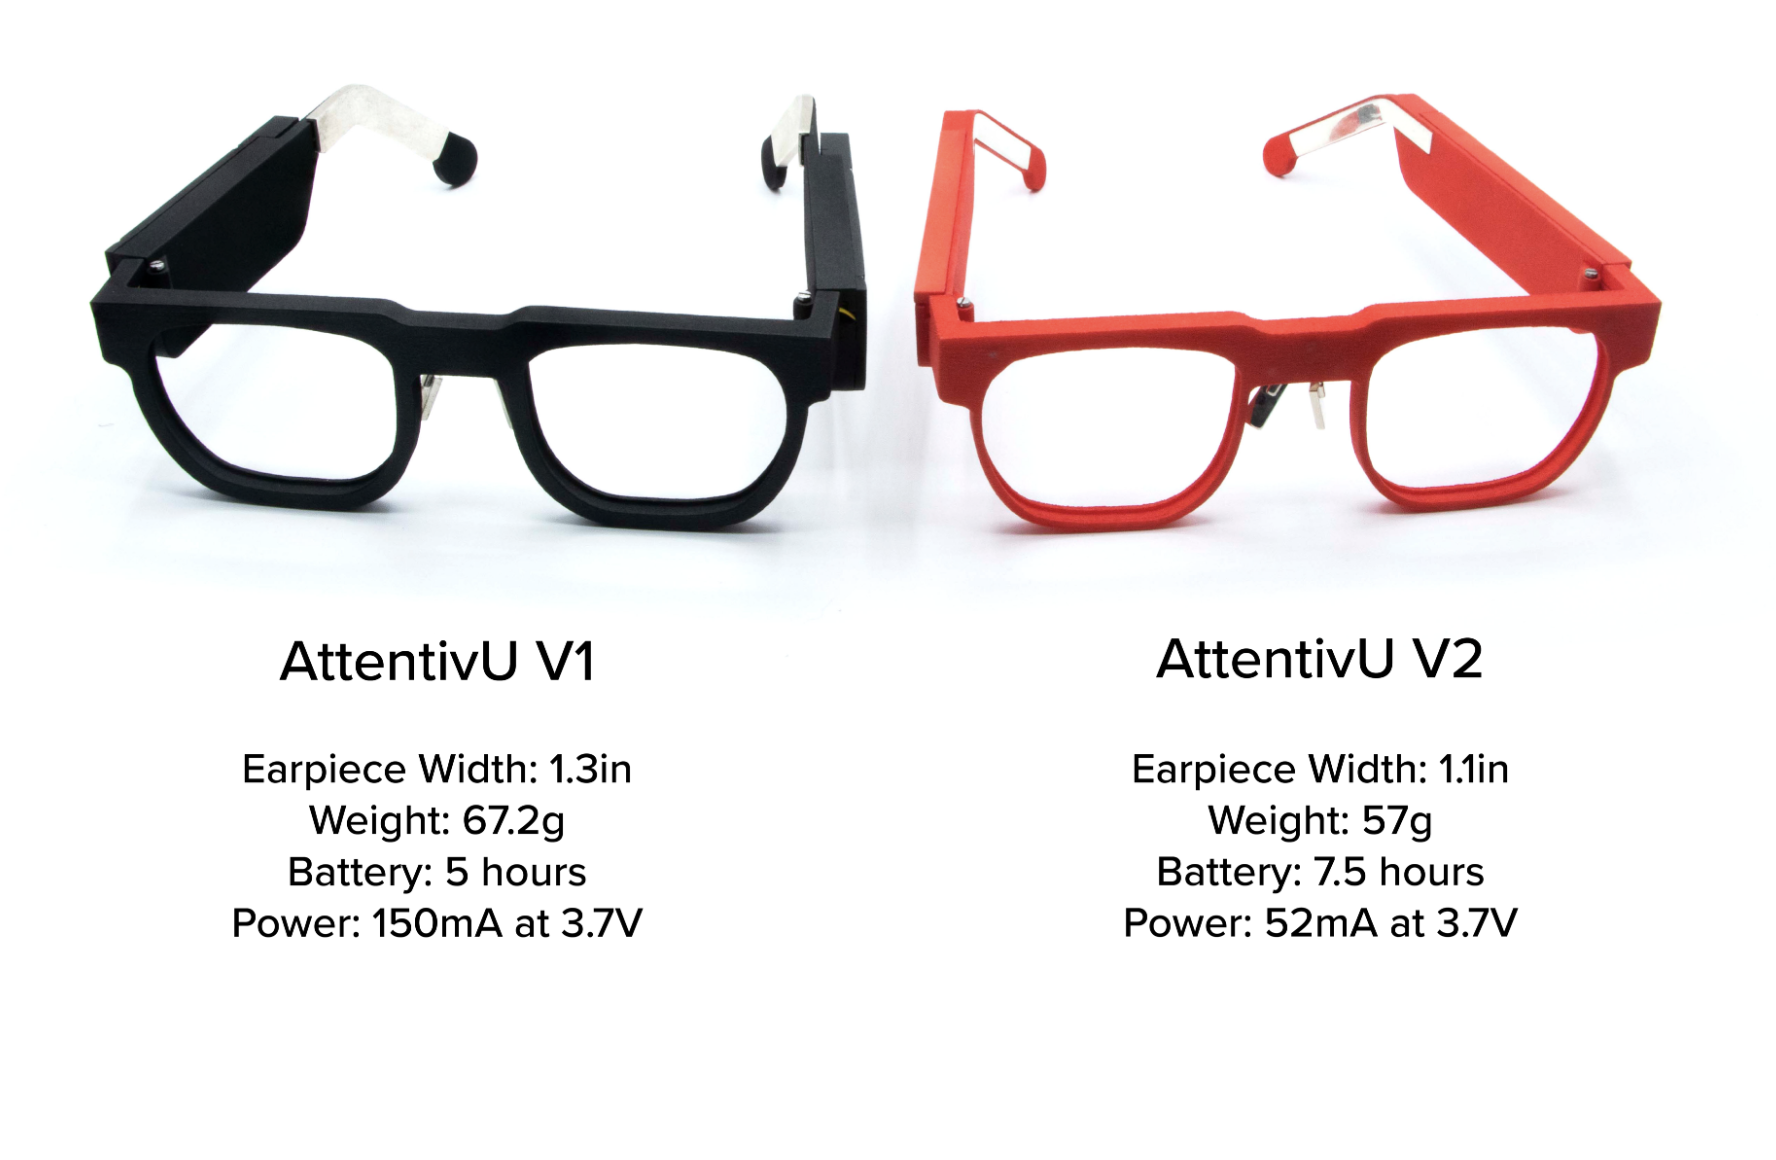 AttentivU V1
Earpiece Width: 1.3in
Weight: 67.2g
Battery: 5 hours
Power: 150mA at 3.7V
AttentivU V2
Earpiece Width: 1.1in
Weight: 57g
Battery: 7.5 hours
Power: 52mA at 3.7V